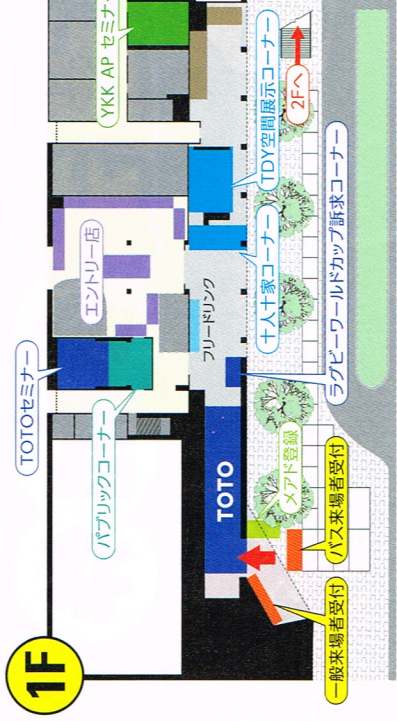 1F
TOTOセミナー
パブリックコーナー
エントリー店
YKK AP セミナ
フリードリンク
TOTO
一般来場者受付
バス来場者受付
メアド登録
ラグビーワールドカップ訴求コーナー
十人十家コーナー
TDY空間展示コーナー
2Fへ